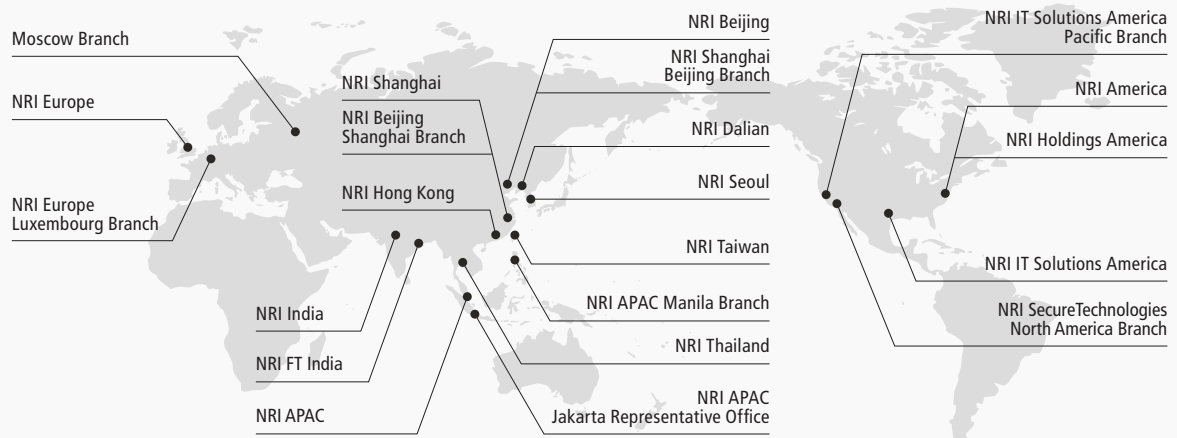 Moscow Branch
NRI Europe
NRI Europe
Luxembourg Branch
NRI Shanghai
NRI Beijing
Shanghai Branch
NRI Hong Kong
NRI India
NRI FT India
NRI APAC
NRI Beijing
NRI Shanghai
Beijing Branch
NRI Dalian
NRI Seoul
NRI Taiwan
NRI APAC Manila Branch
NRI Thailand
NRI APAC
Jakarta Representative Office
NRI IT Solutions America
Pacific Branch
NRI America
NRI Holdings America
NRI IT Solutions America
NRI SecureTechnologies
North America Branch